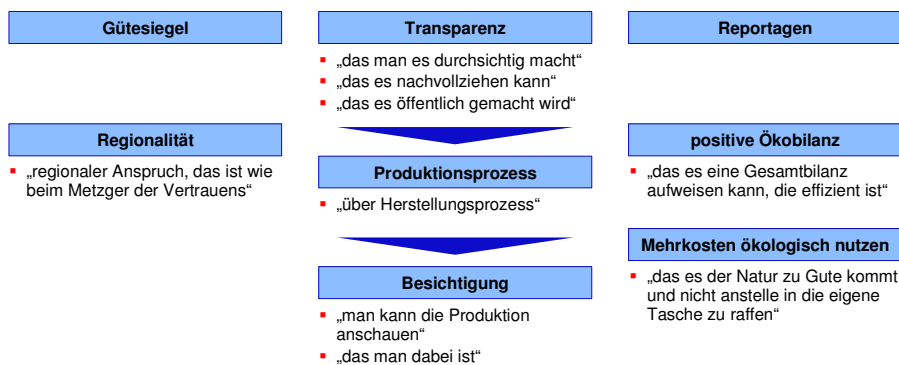 Gütesiegel
Regionalität
„regionaler Anspruch, das ist wie
beim Metzger der Vertrauens“
Transparenz
„das man es durchsichtig macht“
„das es nachvollziehen kann“
„das es öffentlich gemacht wird“
Produktionsprozess
„über Herstellungsprozess“
Besichtigung
„man kann die Produktion
anschauen“
„das man dabei ist“
Reportagen
positive Ökobilanz
„das es eine Gesamtbilanz
aufweisen kann, die effizient ist“
Mehrkosten ökologisch nutzen
„das es der Natur zu Gute kommt
und nicht anstelle in die eigene
Tasche zu raffen“